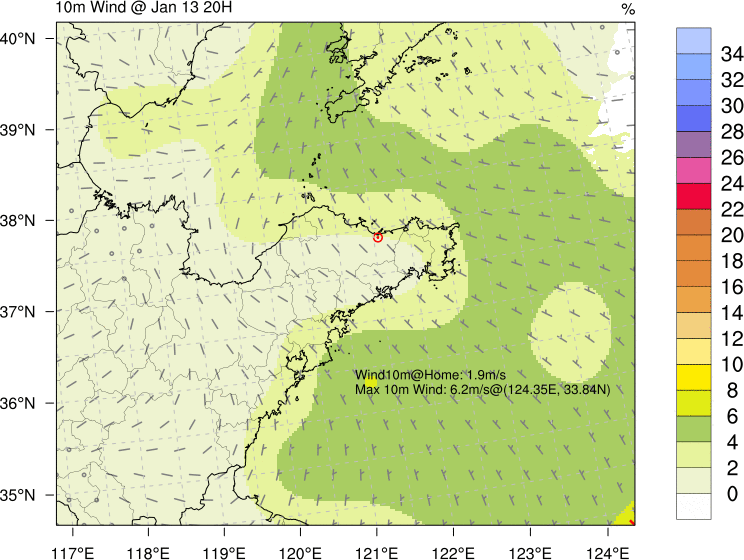 10m Wind @ Jan 13 20H
%
40°N
39°N
38°N
37°N
36°N
35°N
117°E
118°E
119°E
120°E
121°E
122°E
123°E
124°E
Wind10m@Home: 1.9m/s
Max 10m Wind: 6.2m/s@(124.35E, 33.84N)
34
32
30
28
26
24
22
20
18
16
14
12
10
8
6
4
2
0